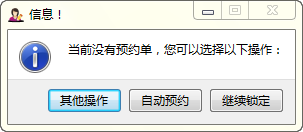 信息！
当前没有预约单，您可以选择以下操作：
其他操作
自动预约
继续锁定